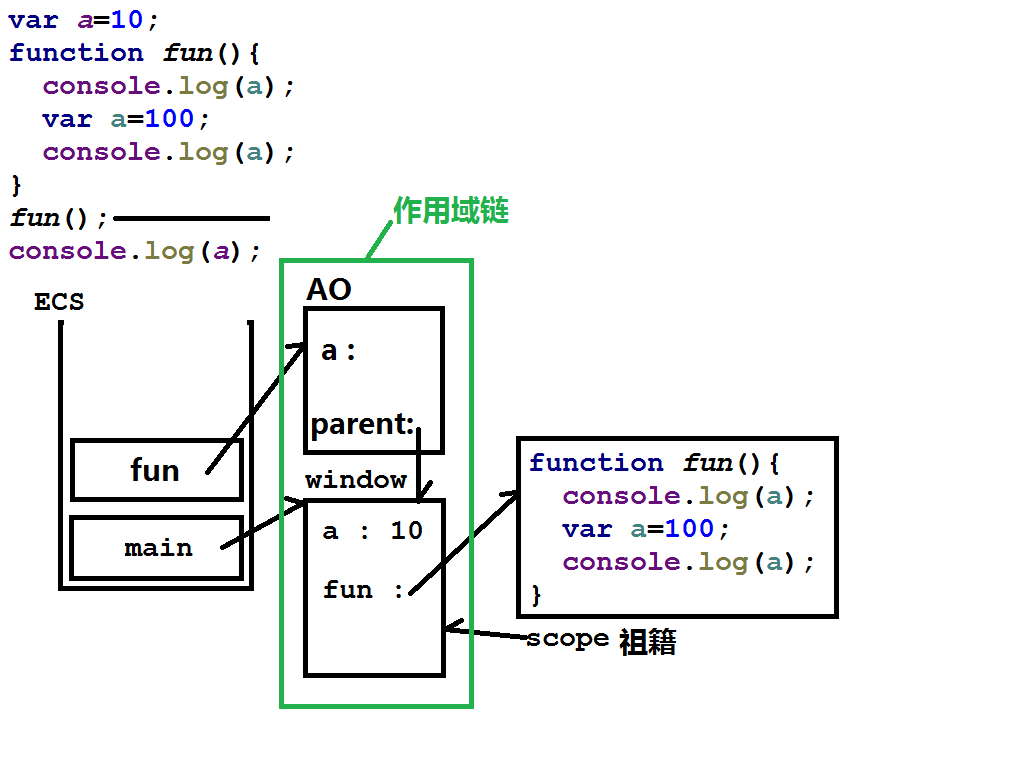 var a=10;
function fun(){
  console.log(a);
  var a=100;
  console.log(a);
}
fun();
console.log(a);
作用域链
ECS
AO
a :
parent:
fun
main
window
a : 10
fun :
function fun(){
  console.log(a);
  var a=100;
  console.log(a);
}
scope 祖籍